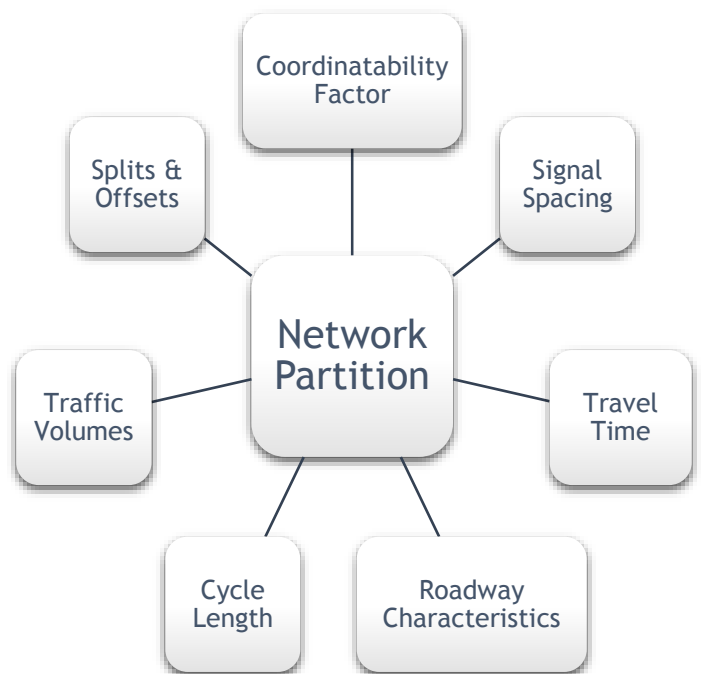 Coordinatability
Factor
Splits &
Offsets
Signal
Spacing
Network
Partition
Traffic
Volumes
Travel
Time
Cycle
Length
Roadway
Characteristics